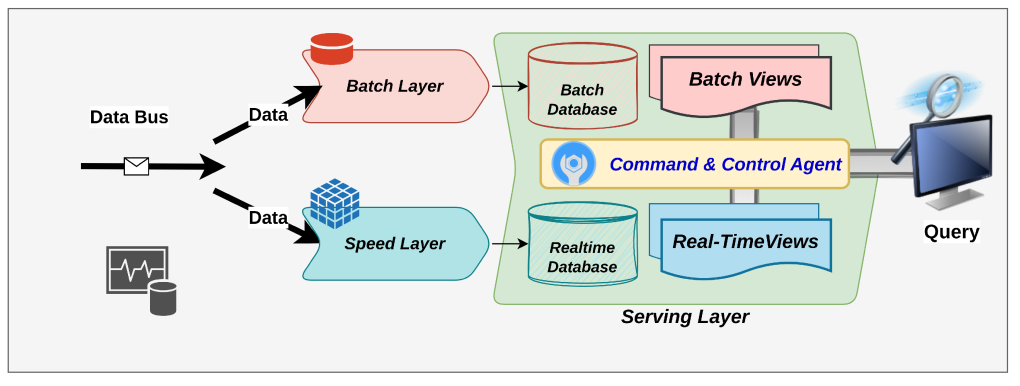 Data Bus
Data
Data
Batch Layer
Speed Layer
Batch
Database
Batch Views
Command & Control Agent
Realtime
Database
Real-TimeViews
Serving Layer
Query